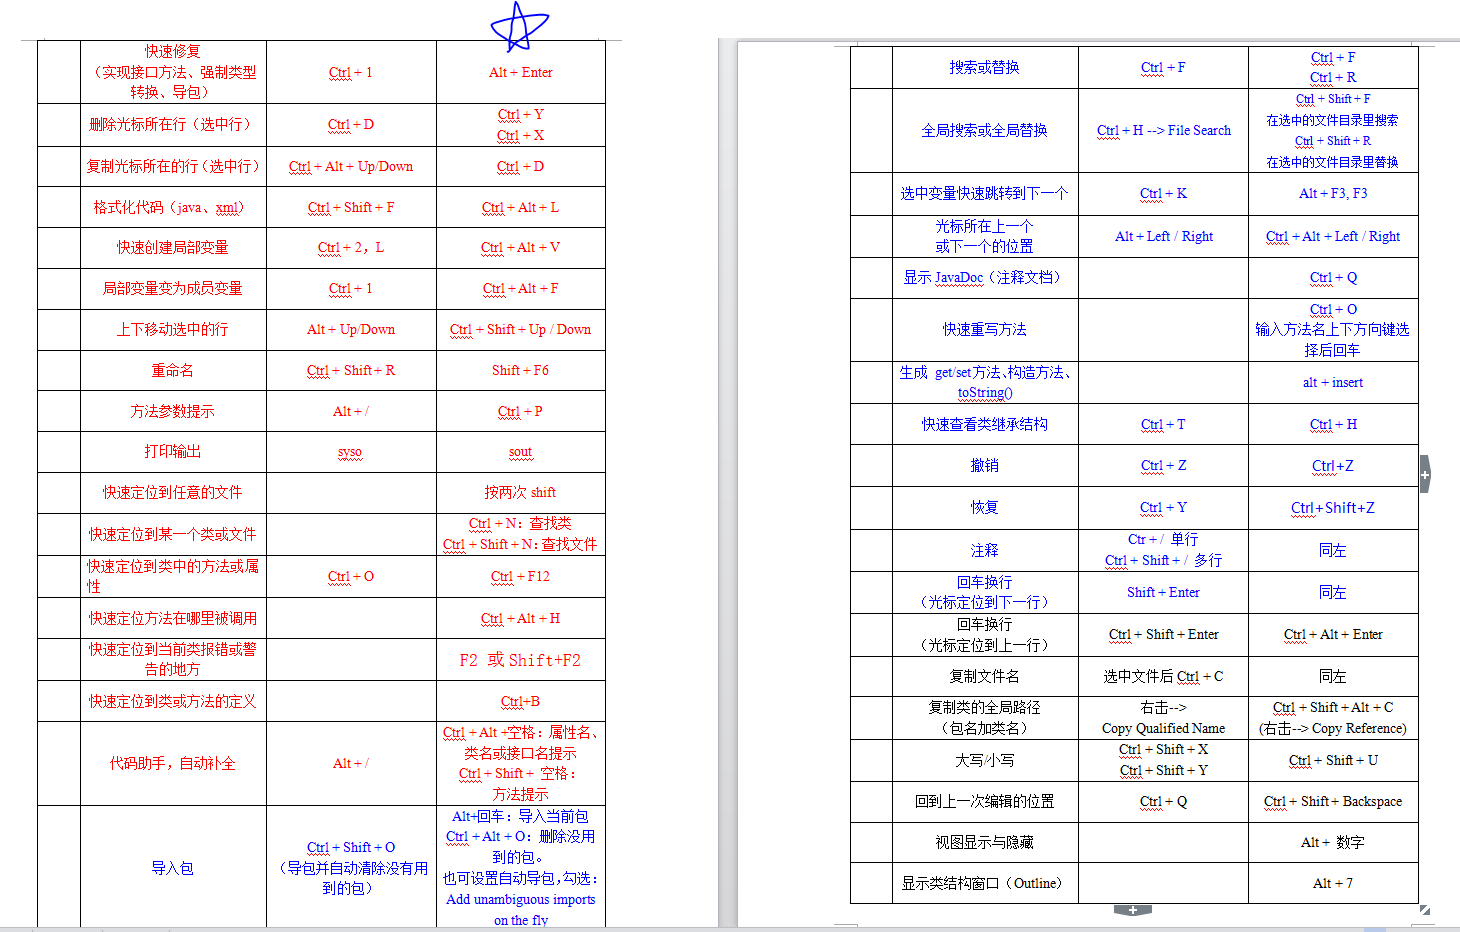 快速修复
（实现接口方法、强制类型
转换、导包）
Ctrl + 1
Alt + Enter
删除光标所在行（选中行）
Ctrl + D
Ctrl + Y
Ctrl + X
复制光标所在的行（选中行）
Ctrl + Alt + Up/Down
Ctrl + D
格式化代码（java、xml）
Ctrl + Shift + F
Ctrl + Alt + L
快速创建局部变量
Ctrl + 2，L
Ctrl + Alt + V
局部变量变为成员变量
Ctrl + 1
Ctrl + Alt + F
上下移动选中的行
Alt + Up/Down
Ctrl + Shift + Up / Down
重命名
Ctrl + Shift + R
Shift + F6
方法参数提示
Alt + /
Ctrl + P
打印输出
syso
sout
快速定位到任意的文件
按两次 shift
快速定位到某一个类或文件
Ctrl + N：查找类
Ctrl + Shift + N：查找文件
快速定位到类中的方法或属
性
Ctrl + O
Ctrl + F12
快速定位方法在哪里被调用
Ctrl + Alt + H
快速定位到当前类报错或警
告的地方
F2 或 Shift+F2
快速定位到类或方法的定义
Ctrl+B
代码助手，自动补全
Alt + /
Ctrl + Alt +空格：属性名、
类名或接口名提示
Ctrl + Shift + 空格：
方法提示
导入包
Ctrl + Shift + O
（导包并自动清除没有用
到的包）
Alt+回车：导入当前包
Ctrl + Alt + O：删除没用
到的包。
也可设置自动导包，勾选：
Add unambiguous imports
on the fly
搜索或替换
Ctrl + F
Ctrl + F
Ctrl + R
全局搜索或全局替换
Ctrl + H --> File Search
Ctrl + Shift + F
在选中的文件目录里搜索
Ctrl + Shift + R
在选中的文件目录里替换
选中变量快速跳转到下一个
Ctrl + K
Alt + F3, F3
光标所在上一个
或下一个的位置
Alt + Left / Right
Ctrl + Alt + Left / Right
显示 JavaDoc（注释文档）
Ctrl + Q
快速重写方法
Ctrl + O
输入方法名上下方向键选
择后回车
生成 get/set 方法、构造方法、
toString()
alt + insert
快速查看类继承结构
Ctrl + T
Ctrl + H
撤销
Ctrl + Z
Ctrl+Z
恢复
Ctrl + Y
Ctrl+Shift+Z
注释
Ctr + / 单行
Ctrl + Shift + / 多行
同左
回车换行
（光标定位到下一行）
Shift + Enter
同左
回车换行
（光标定位到上一行）
Ctrl + Shift + Enter
Ctrl + Alt + Enter
复制文件名
选中文件后 Ctrl + C
同左
复制类的全局路径
（包名加类名）
右击-->
Copy Qualified Name
Ctrl + Shift + Alt + C
(右击--> Copy Reference)
大写/小写
Ctrl + Shift + X
Ctrl + Shift + Y
Ctrl + Shift + U
回到上一次编辑的位置
Ctrl + Q
Ctrl + Shift + Backspace
视图显示与隐藏
Alt + 数字
显示类结构窗口（Outline）
Alt + 7